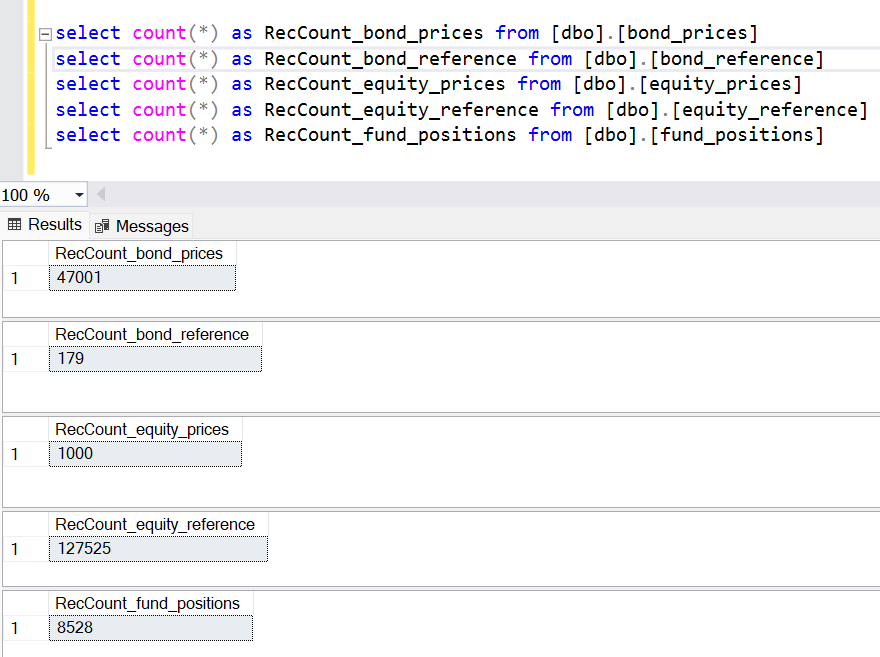 select count(*) as RecCount_bond_prices from [dbo].[bond_prices]
select count(*) as RecCount_bond_reference from [dbo].[bond_reference]
select count(*) as RecCount_equity_prices from [dbo].[equity_prices]
select count(*) as RecCount_equity_reference from [dbo].[equity_reference]
select count(*) as RecCount_fund_positions from [dbo].[fund_positions]
100 %
Results Messages
RecCount_bond_prices
1 47001
RecCount_bond_reference
1 179
RecCount_equity_prices
1 1000
RecCount_equity_reference
1 127525
RecCount_fund_positions
1 8528